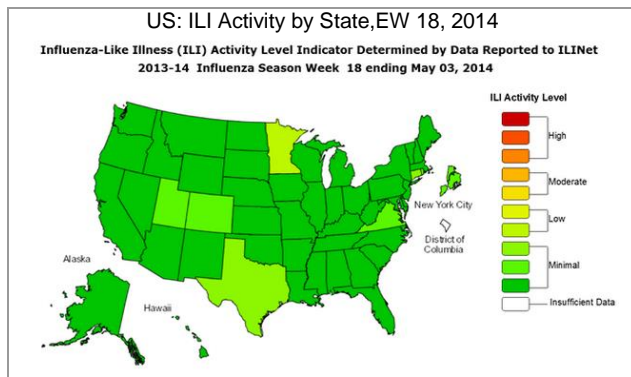 US: ILI Activity by State,EW 18, 2014
Influenza-Like Illness (ILI) Activity Level Indicator Determined by Data Reported to ILINet
2013-14 Influenza Season Week 18 ending May 03, 2014
ILI Activity Level
High
Moderate
New York City
Low
District of
Columbia
Alaska
Minimal
Hawaii
Insufficient Data